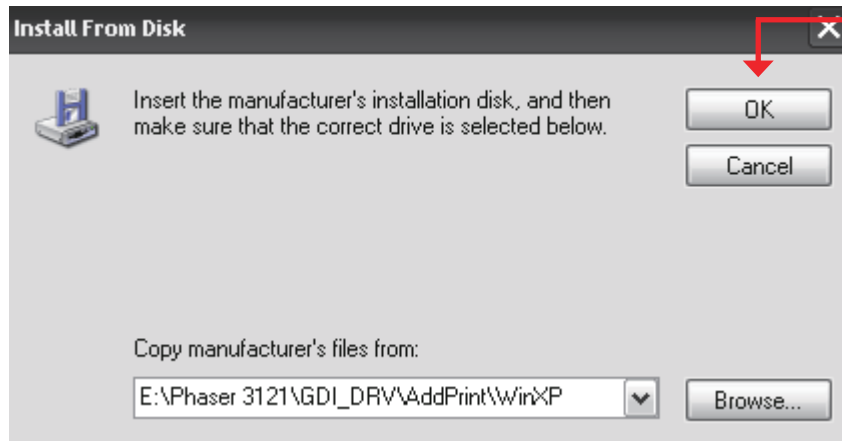 Install From Disk
Insert the manufacturer's installation disk, and then
make sure that the correct drive is selected below.
OK
Cancel
Copy manufacturer's files from:
E:\Phaser 3121\GDI_DRV\AddPrint\WinXP
Browse...